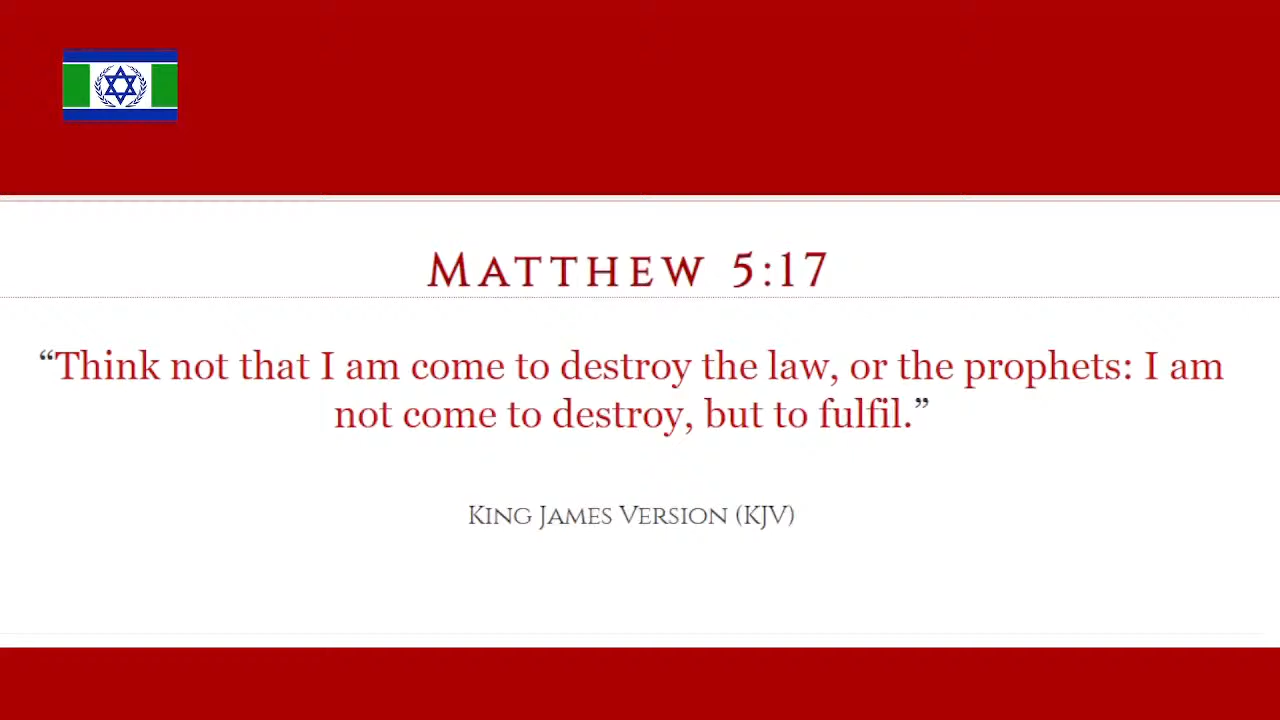 Matthew 5:17
“Think not that I am come to destroy the law, or the prophets: I am
not come to destroy, but to fulfil.”
King James Version (KJV)